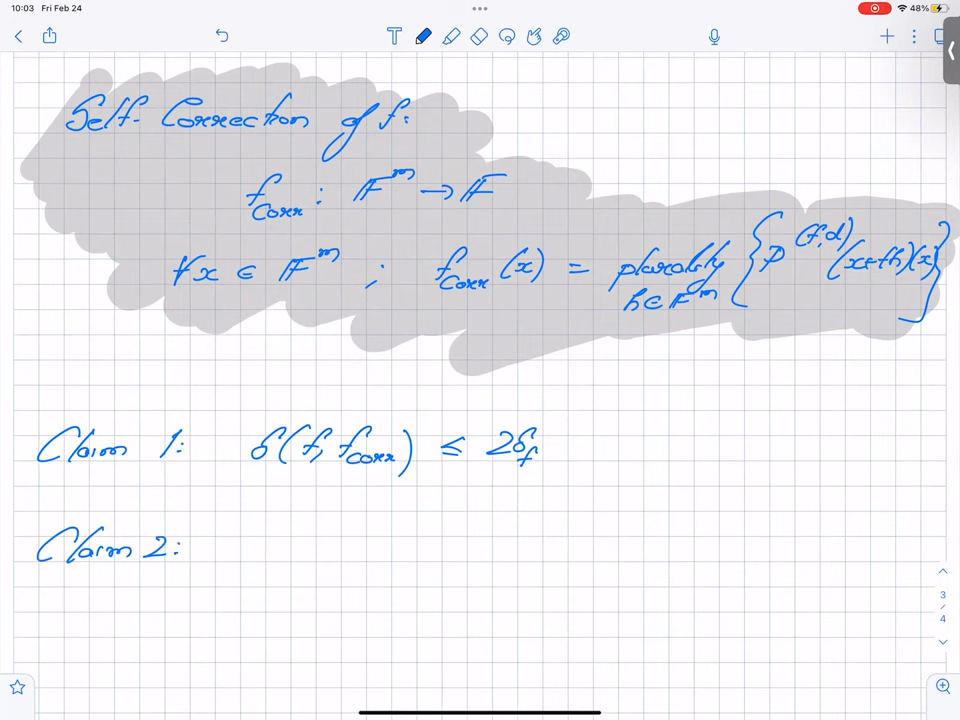 10:03 Fri Feb 24
48%
Self-Correction of f:
f_corr : F^m → F
∀x ∈ F^m ; f_corr(x) = plurality_{h∈F^m} { P^{(f,d)}(x+th)(x) }
Claim 1: δ(f, f_corr) ≤ 2δ_f
Claim 2:
3
/
4